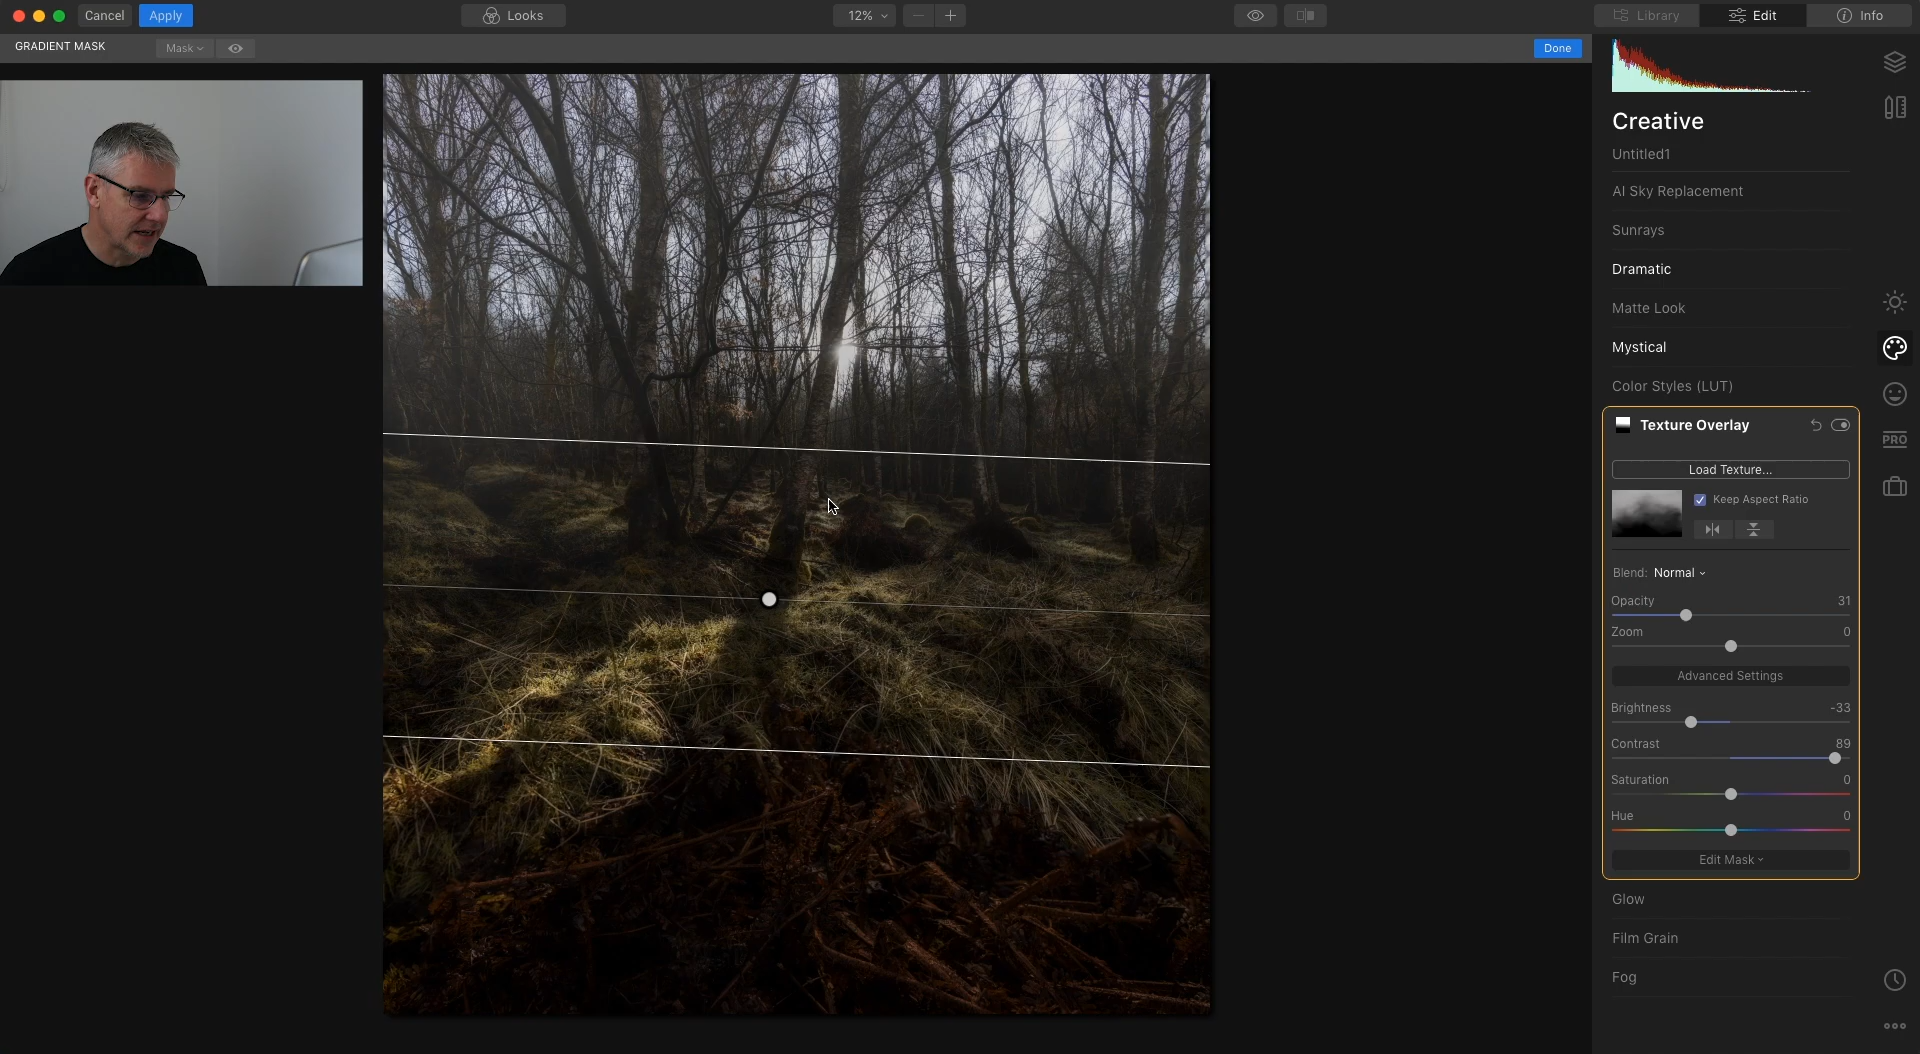 Cancel
Apply
Looks
12%
Library
Edit
Info
GRADIENT MASK
Mask
Done
Creative
Untitled1
AI Sky Replacement
Sunrays
Dramatic
Matte Look
Mystical
Color Styles (LUT)
Texture Overlay
Load Texture...
Keep Aspect Ratio
Blend: Normal
Opacity 31
Zoom 0
Advanced Settings
Brightness -33
Contrast 89
Saturation 0
Hue 0
Edit Mask
Glow
Film Grain
Fog
PRO